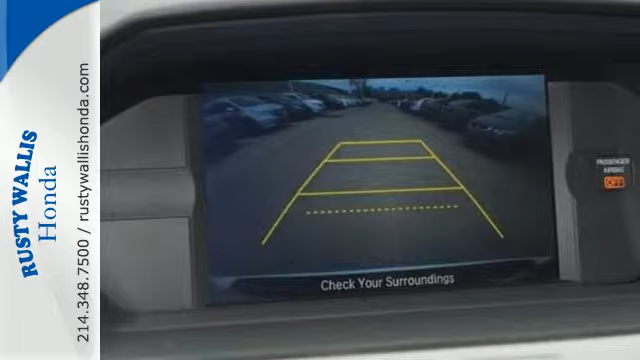 RUSTY WALLIS
Honda
214.348.7500 / rustywallishonda.com
PASSENGER
AIRBAG
OFF
Check Your Surroundings